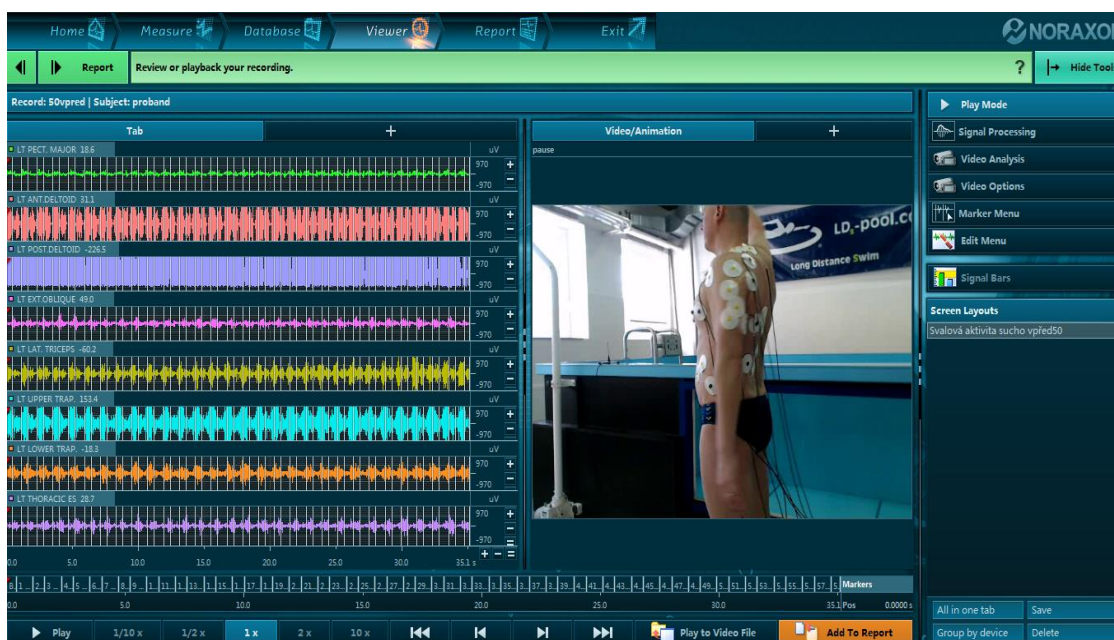 Home Measure Database Viewer Report Exit NORAXON
Report Review or playback your recording. ? Hide Tool
Record: 50vpred | Subject: proband
Tab + Video/Animation +
LT PECT. MAJOR 18.6 uV
970 +
-970 −
LT ANT.DELTOID 31.1 uV
970 +
-970 −
LT POST.DELTOID -226.5 uV
970 +
-970 −
LT EXT.OBLIQUE 49.0 uV
970 +
-970 −
LT LAT. TRICEPS -60.2 uV
970 +
-970 −
LT UPPER TRAP. 153.4 uV
970 +
-970 −
LT LOWER TRAP. -18.3 uV
970 +
-970 −
LT THORACIC ES 28.7 uV
970 +
-970 =
+ − =
0.0 5.0 10.0 15.0 20.0 25.0 30.0 35.1 s
pause
LDs-pool.co
Long Distance Swim
Play Mode
Signal Processing
Video Analysis
Video Options
Marker Menu
Edit Menu
Signal Bars
Screen Layouts
Svalová aktivita sucho vpřed50
Markers
0.0 5.0 10.0 15.0 20.0 25.0 30.0 35.1 Pos 0.0000 s
All in one tab Save
Play 1/10 x 1/2 x 1 x 2 x 10 x Play to Video File Add To Report
Group by device Delete